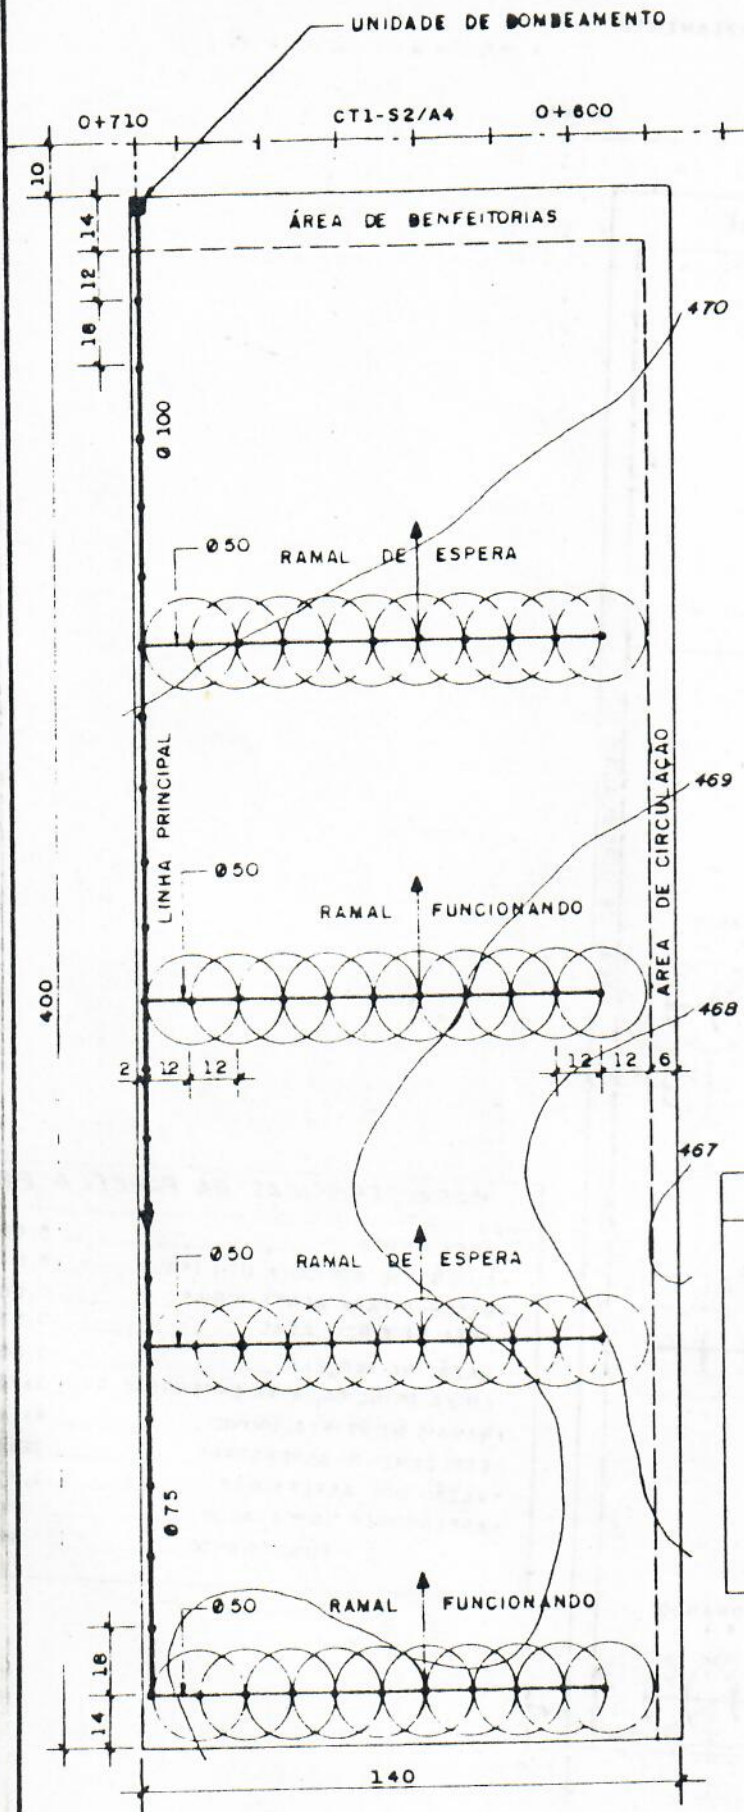 UNIDADE DE BOMBEAMENTO
0+710
CT1-S2/A4
0+600
10
ÁREA DE BENFEITORIAS
14
12
18
470
Ø 100
Ø50
RAMAL DE ESPERA
LINHA PRINCIPAL
ÁREA DE CIRCULAÇAO
469
Ø50
RAMAL FUNCIONANDO
400
468
2 12 12
12 12 6
467
Ø50
RAMAL DE ESPERA
Ø75
Ø50
RAMAL FUNCIONANDO
18
14
140